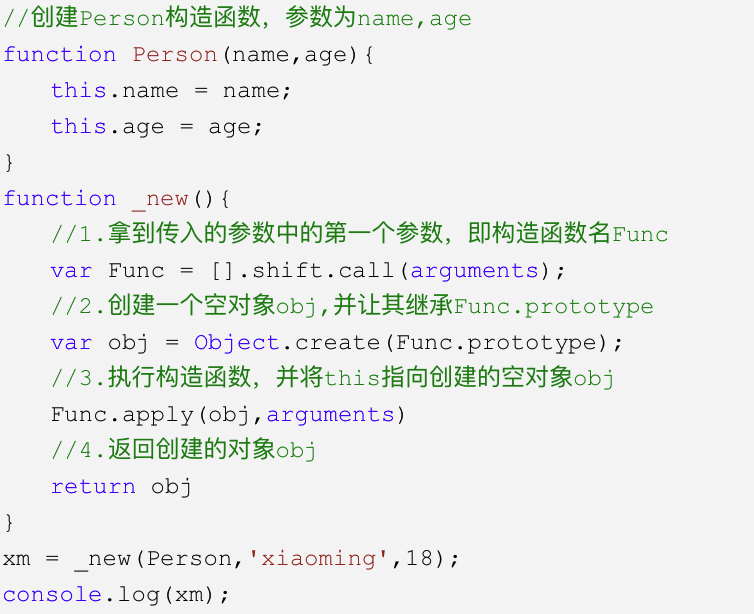 //创建Person构造函数，参数为name,age
function Person(name,age){
    this.name = name;
    this.age = age;
}
function _new(){
    //1.拿到传入的参数中的第一个参数，即构造函数名Func
    var Func = [].shift.call(arguments);
    //2.创建一个空对象obj,并让其继承Func.prototype
    var obj = Object.create(Func.prototype);
    //3.执行构造函数，并将this指向创建的空对象obj
    Func.apply(obj,arguments)
    //4.返回创建的对象obj
    return obj
}
xm = _new(Person,'xiaoming',18);
console.log(xm);